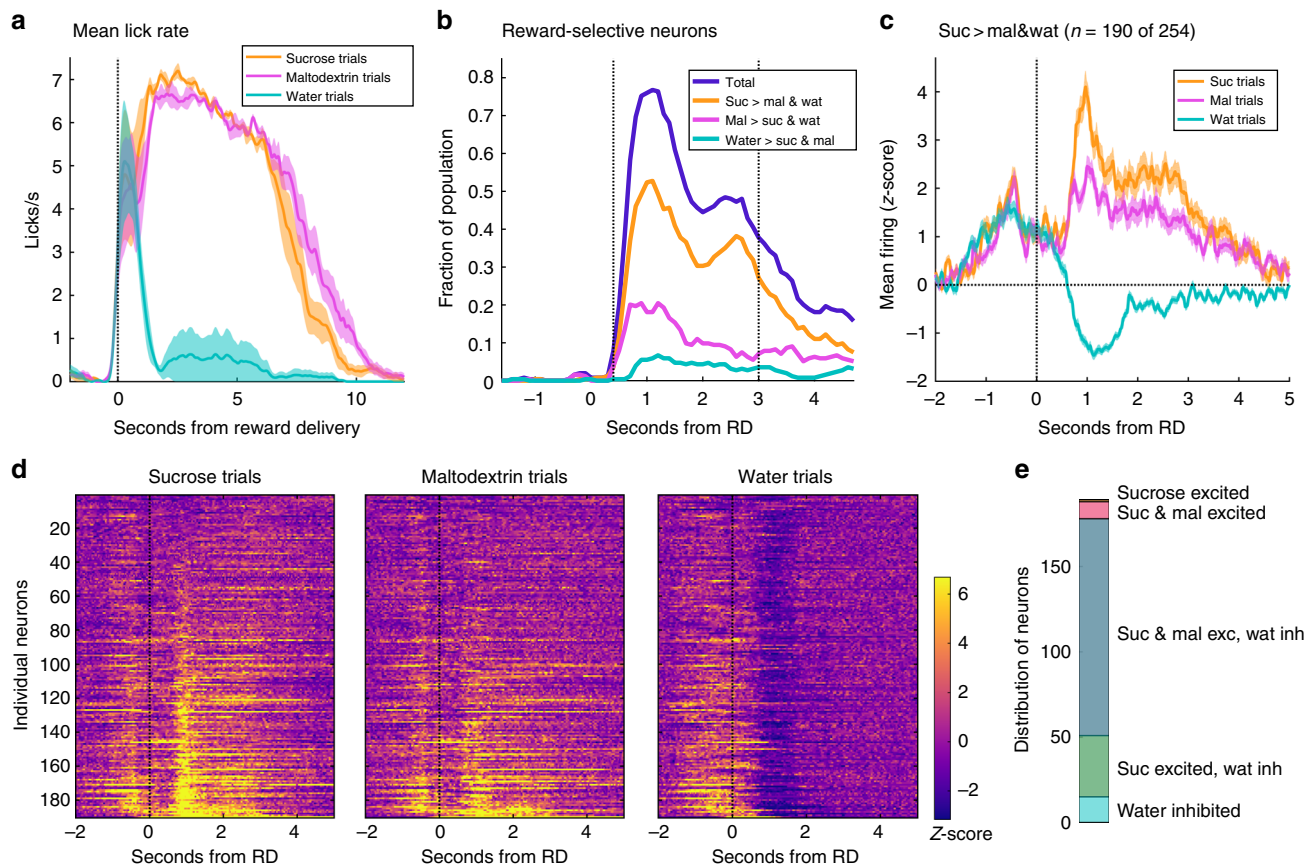 a
Mean lick rate
Sucrose trials
Maltodextrin trials
Water trials
7
6
5
4
3
2
1
0
Licks/s
0
5
10
Seconds from reward delivery
b
Reward-selective neurons
Total
Suc > mal & wat
Mal > suc & wat
Water > suc & mal
0.8
0.7
0.6
0.5
0.4
0.3
0.2
0.1
0
Fraction of population
−1
0
1
2
3
4
Seconds from RD
c
Suc > mal&wat (n = 190 of 254)
Suc trials
Mal trials
Wat trials
4
3
2
1
0
−1
−2
Mean firing (z-score)
−2
−1
0
1
2
3
4
5
Seconds from RD
d
Sucrose trials
Maltodextrin trials
Water trials
20
40
60
80
100
120
140
160
180
Individual neurons
−2
0
2
4
Seconds from RD
−2
0
2
4
Seconds from RD
−2
0
2
4
Seconds from RD
6
4
2
0
−2
Z-score
e
Sucrose excited
Suc & mal excited
Suc & mal exc, wat inh
Suc excited, wat inh
Water inhibited
150
100
50
0
Distribution of neurons